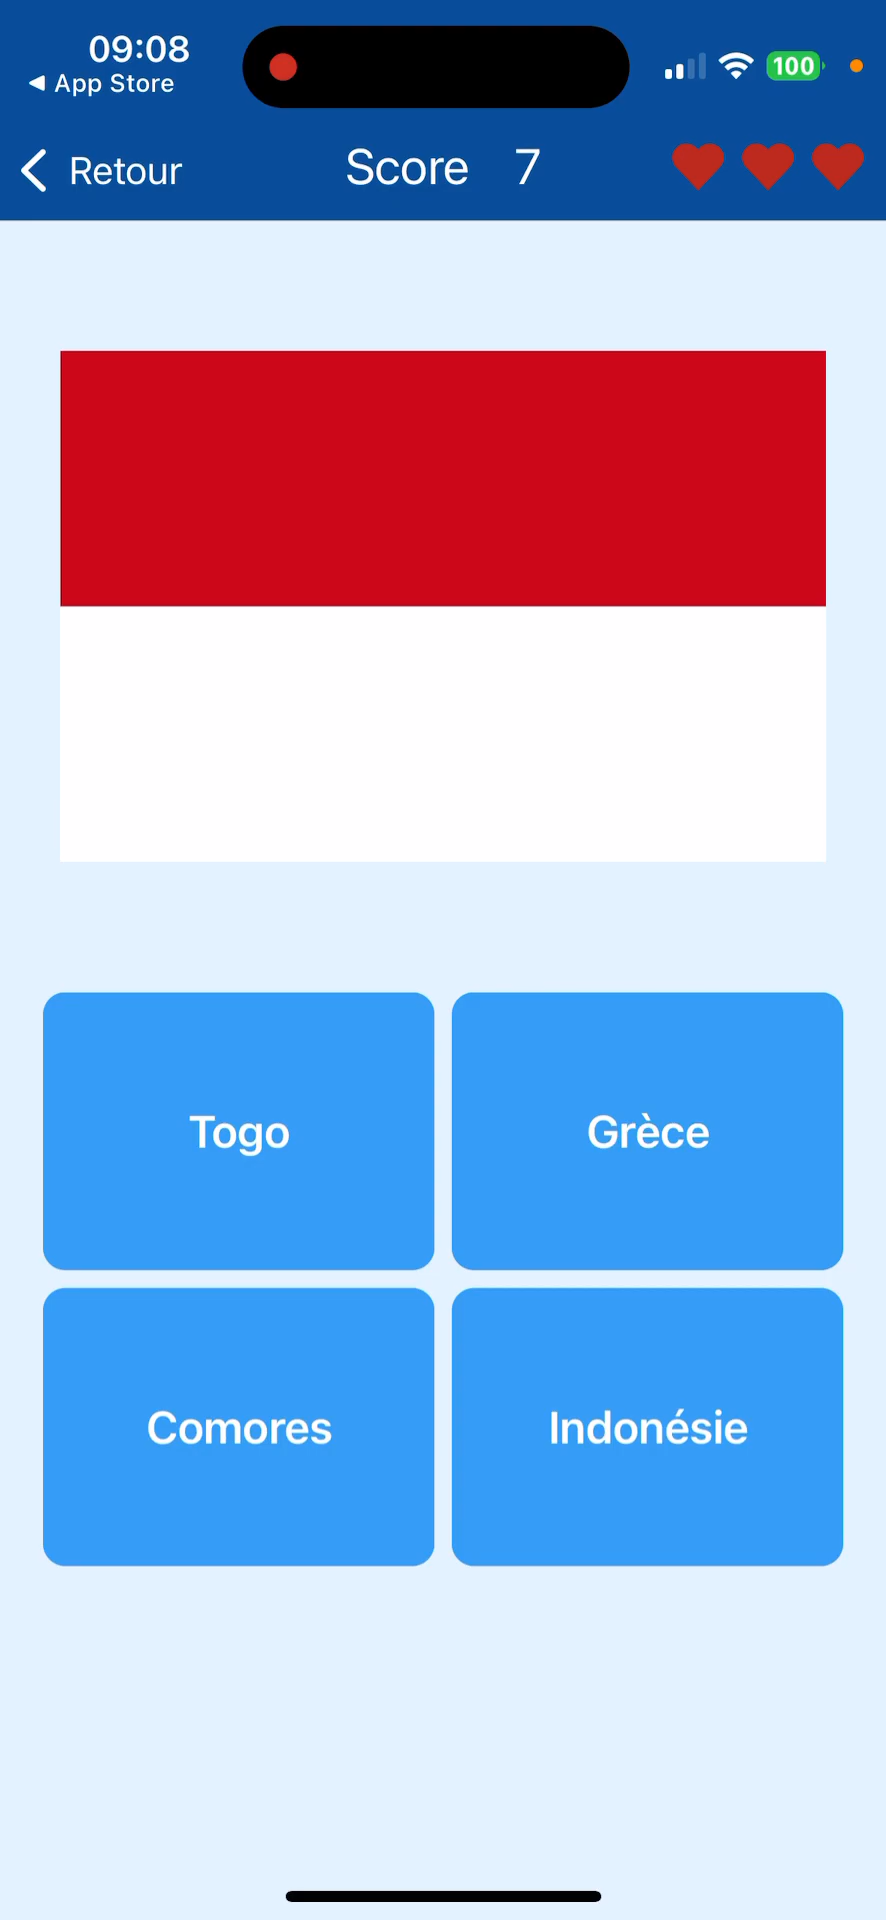 09:08
100
App Store
Retour
Score 7
Togo
Grèce
Comores
Indonésie